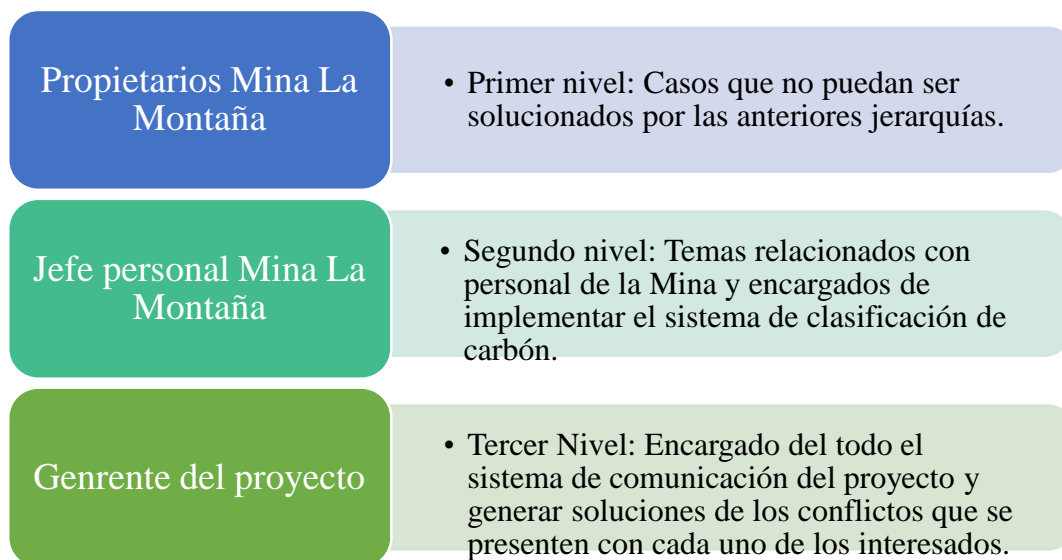 Propietarios Mina La
Montaña
• Primer nivel: Casos que no puedan ser
solucionados por las anteriores jerarquías.
Jefe personal Mina La
Montaña
• Segundo nivel: Temas relacionados con
personal de la Mina y encargados de
implementar el sistema de clasificación de
carbón.
Genrente del proyecto
• Tercer Nivel: Encargado del todo el
sistema de comunicación del proyecto y
generar soluciones de los conflictos que se
presenten con cada uno de los interesados.